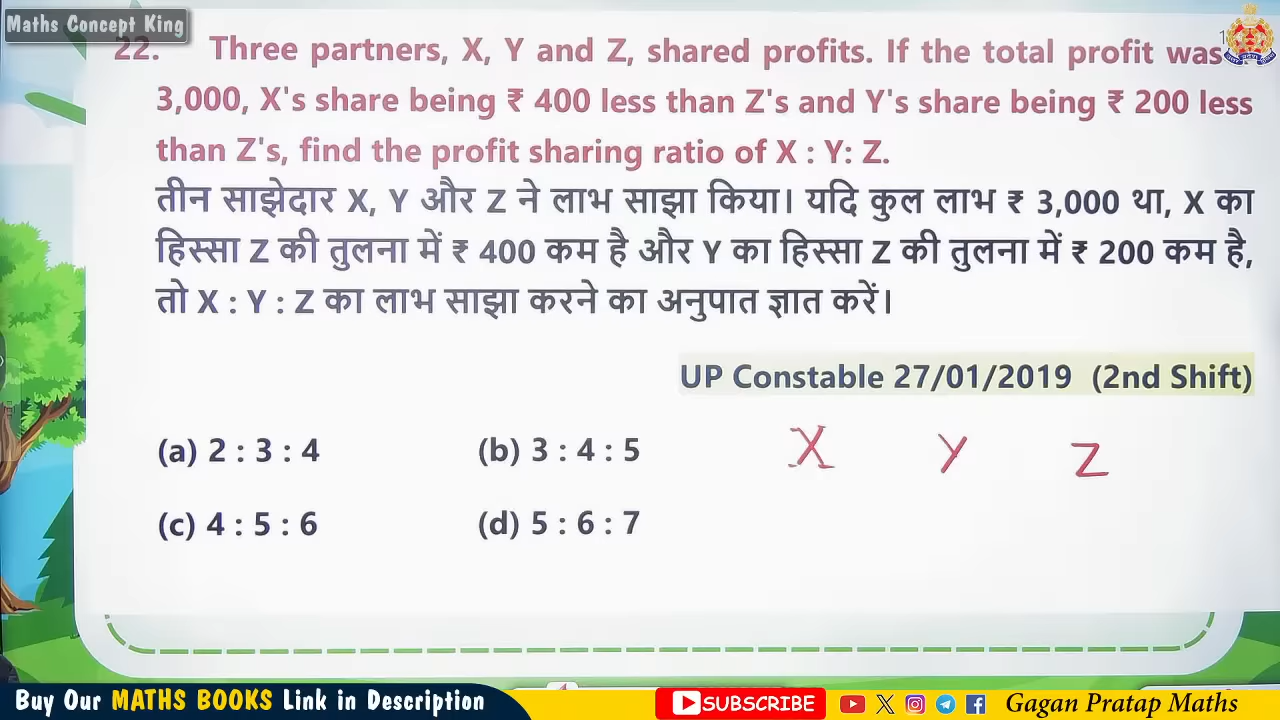 Maths Concept King
22. Three partners, X, Y and Z, shared profits. If the total profit was
3,000, X's share being ₹ 400 less than Z's and Y's share being ₹ 200 less
than Z's, find the profit sharing ratio of X : Y: Z.
तीन साझेदार X, Y और Z ने लाभ साझा किया। यदि कुल लाभ ₹ 3,000 था, X का
हिस्सा Z की तुलना में ₹ 400 कम है और Y का हिस्सा Z की तुलना में ₹ 200 कम है,
तो X : Y : Z का लाभ साझा करने का अनुपात ज्ञात करें।
UP Constable 27/01/2019 (2nd Shift)
(a) 2 : 3 : 4 (b) 3 : 4 : 5 X Y Z
(c) 4 : 5 : 6 (d) 5 : 6 : 7
Buy Our MATHS BOOKS Link in Description SUBSCRIBE Gagan Pratap Maths